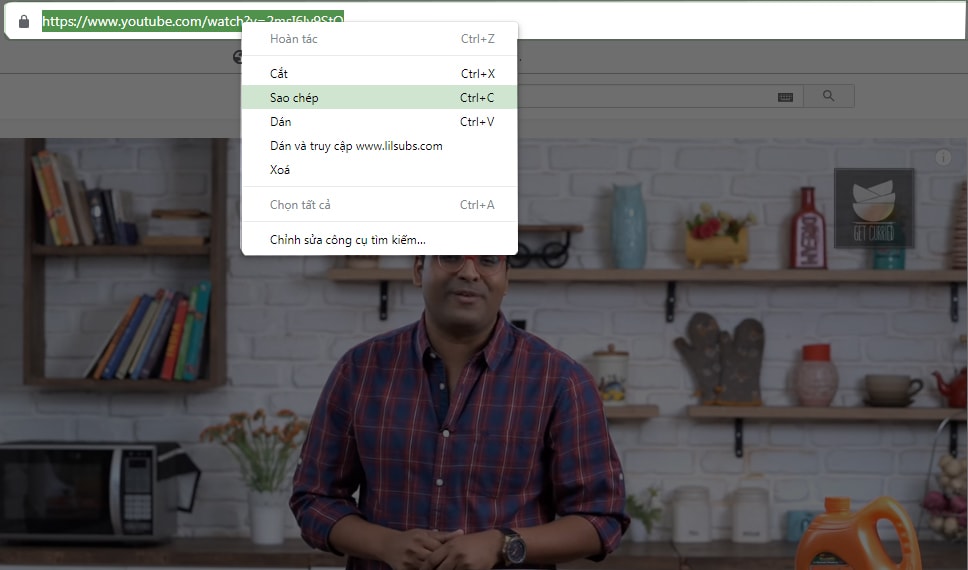 https://www.youtube.com/watch?v=
Hoàn tác Ctrl+Z
Cắt Ctrl+X
Sao chép Ctrl+C
Dán Ctrl+V
Dán và truy cập www.lilsubs.com
Xoá
Chọn tất cả Ctrl+A
Chỉnh sửa công cụ tìm kiếm...
GET CURRIED
DREAM